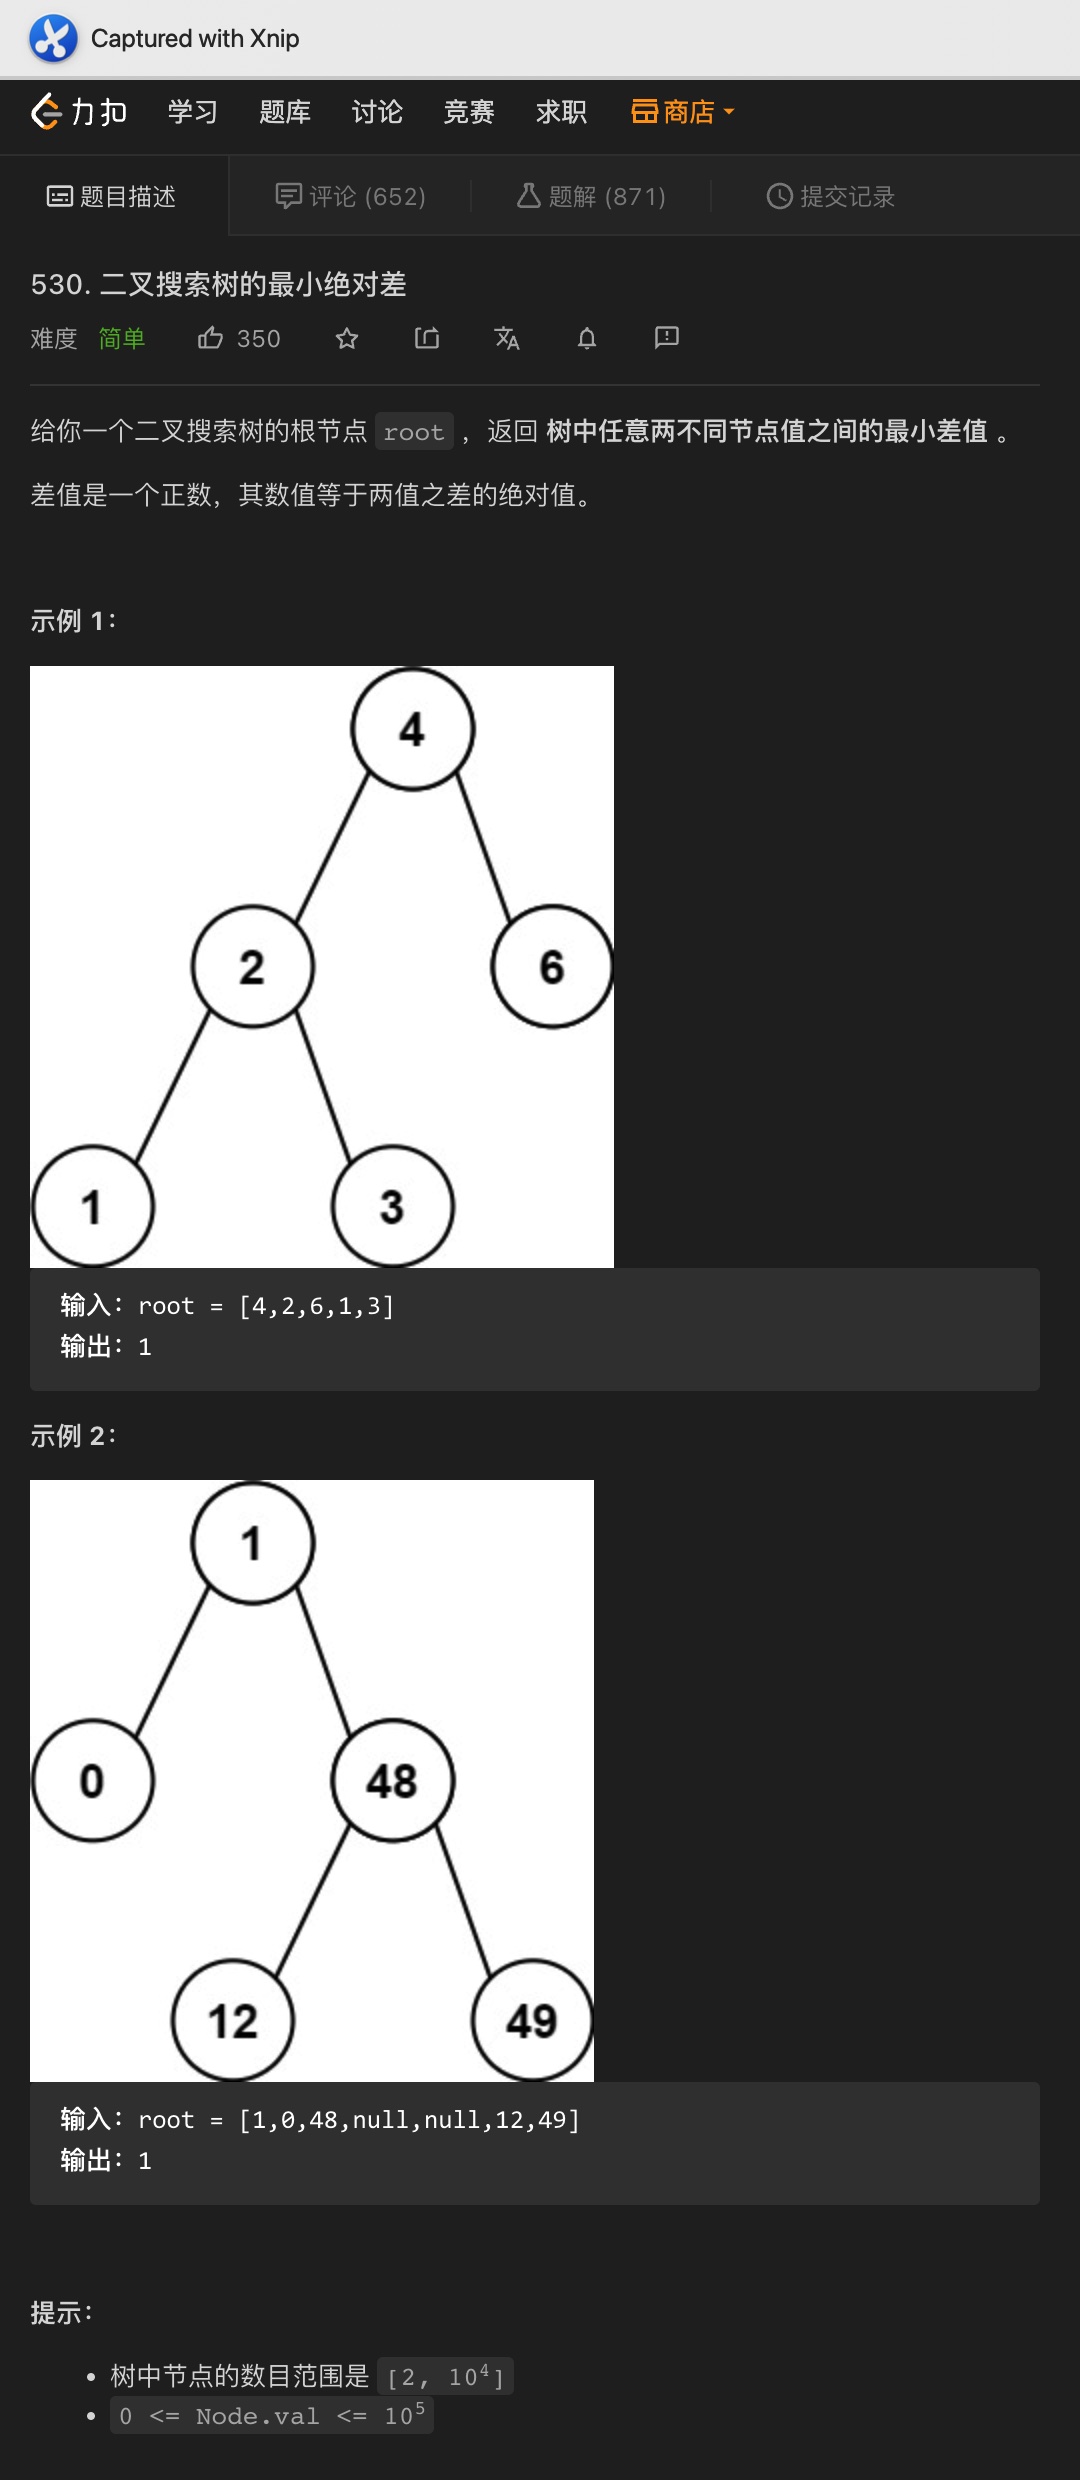 Captured with Xnip
力扣 学习 题库 讨论 竞赛 求职 商店
题目描述 评论 (652) 题解 (871) 提交记录
530. 二叉搜索树的最小绝对差
难度 简单 350
给你一个二叉搜索树的根节点 root ，返回 树中任意两不同节点值之间的最小差值 。
差值是一个正数，其数值等于两值之差的绝对值。
示例 1：
4
2 6
1 3
输入：root = [4,2,6,1,3]
输出：1
示例 2：
1
0 48
12 49
输入：root = [1,0,48,null,null,12,49]
输出：1
提示：
• 树中节点的数目范围是 [2, 10⁴]
• 0 <= Node.val <= 10⁵